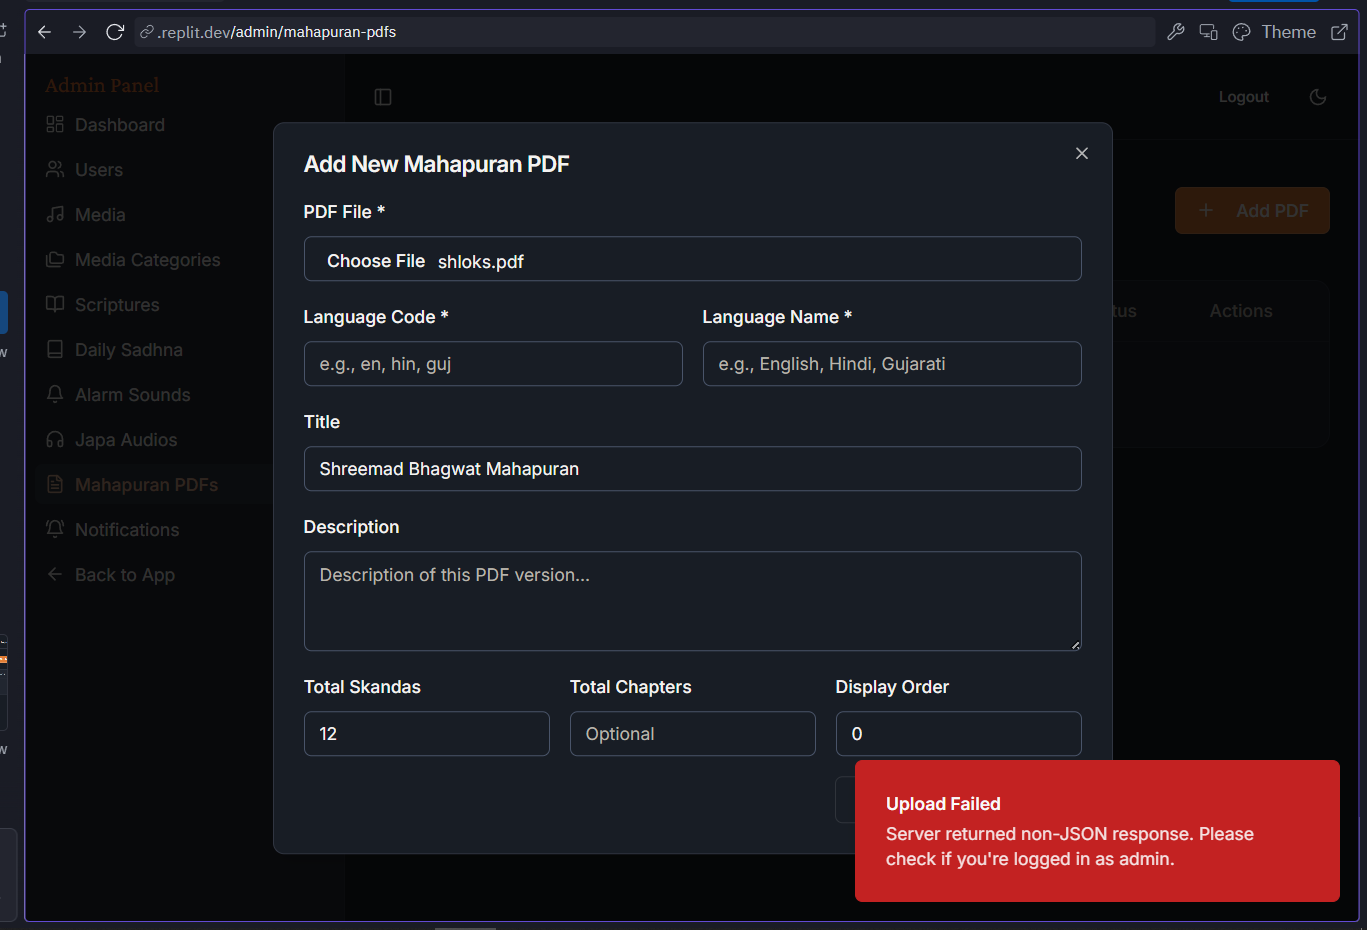 .replit.dev/admin/mahapuran-pdfs
Theme
Admin Panel
Dashboard
Users
Media
Media Categories
Scriptures
Daily Sadhna
Alarm Sounds
Japa Audios
Mahapuran PDFs
Notifications
Back to App
Logout
Add PDF
tus
Actions
Add New Mahapuran PDF
PDF File *
Choose File shloks.pdf
Language Code * Language Name *
e.g., en, hin, guj e.g., English, Hindi, Gujarati
Title
Shreemad Bhagwat Mahapuran
Description
Description of this PDF version...
Total Skandas Total Chapters Display Order
12 Optional 0
Upload Failed
Server returned non-JSON response. Please
check if you're logged in as admin.
w
w